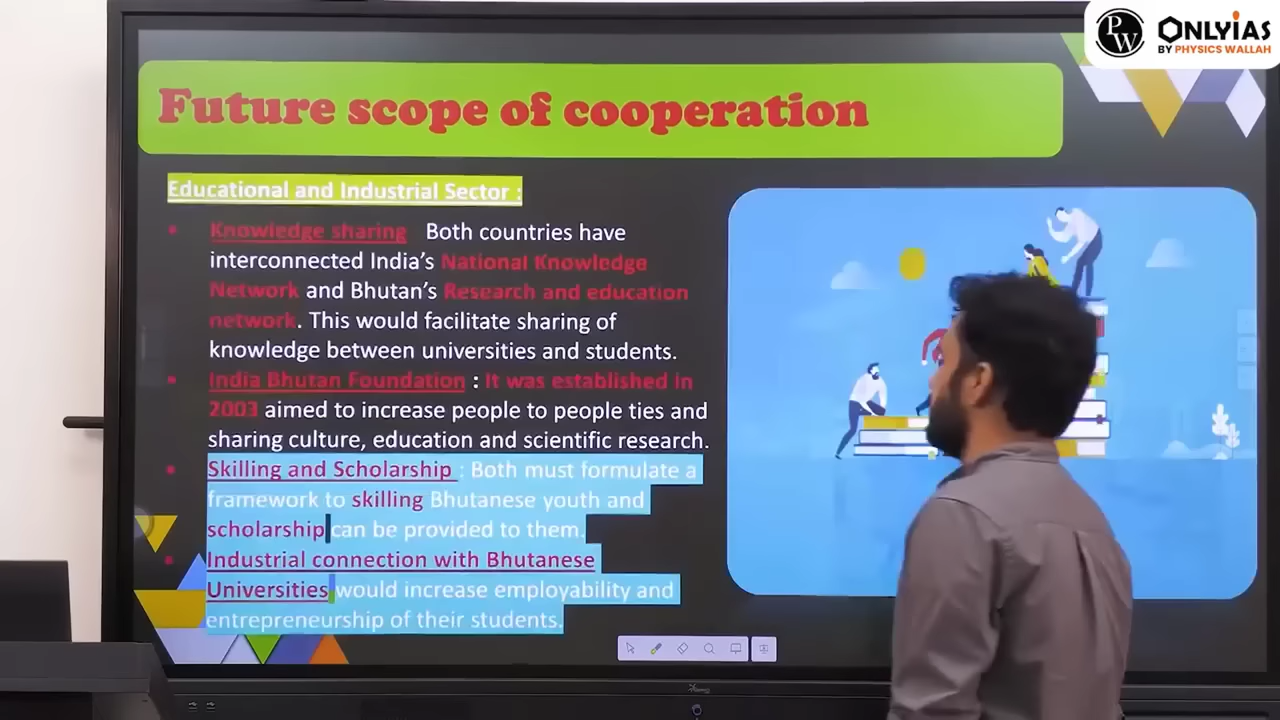 PW ONLYIAS
BY PHYSICS WALLAH
Future scope of cooperation
Educational and Industrial Sector :
• Knowledge sharing Both countries have
interconnected India's National Knowledge
Network and Bhutan's Research and education
network. This would facilitate sharing of
knowledge between universities and students.
• India Bhutan Foundation : It was established in
2003 aimed to increase people to people ties and
sharing culture, education and scientific research.
• Skilling and Scholarship : Both must formulate a
framework to skilling Bhutanese youth and
scholarship can be provided to them.
• Industrial connection with Bhutanese
Universities would increase employability and
entrepreneurship of their students.